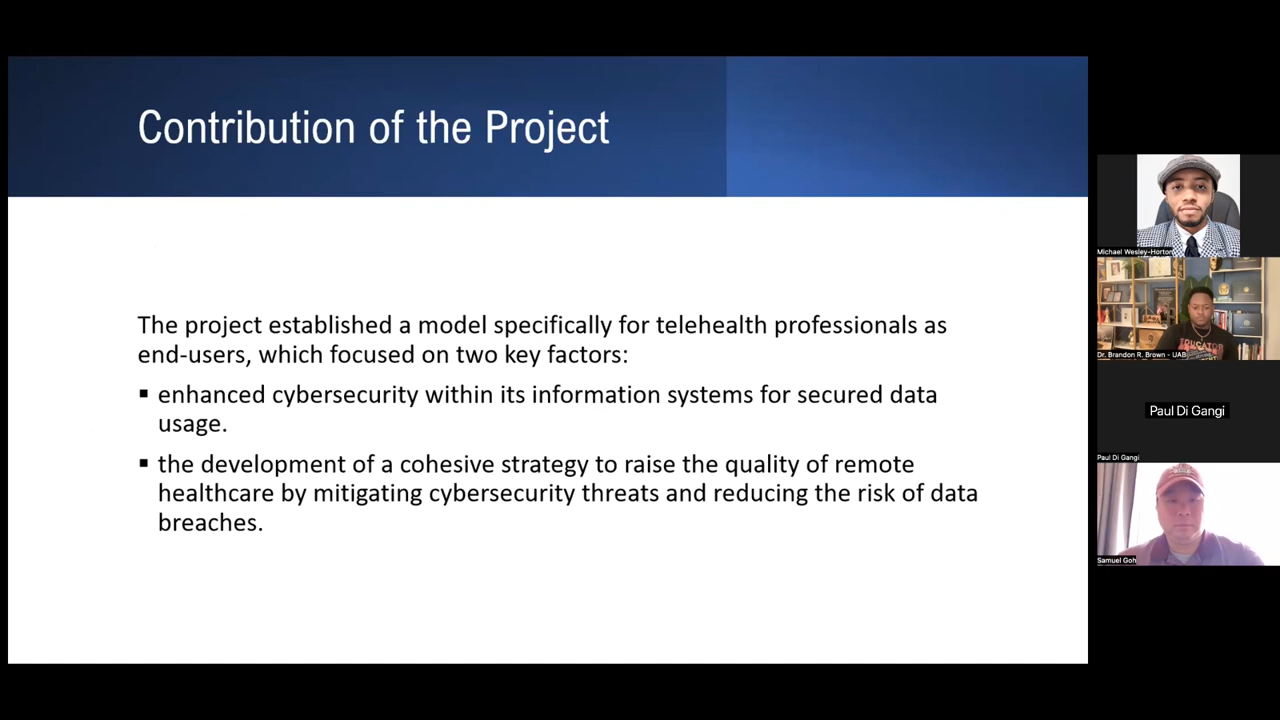 Contribution of the Project
The project established a model specifically for telehealth professionals as
end-users, which focused on two key factors:
▪ enhanced cybersecurity within its information systems for secured data
usage.
▪ the development of a cohesive strategy to raise the quality of remote
healthcare by mitigating cybersecurity threats and reducing the risk of data
breaches.
Michael Wesley-Horton
EDUCATOR
Dr. Brandon R. Brown - UAB
Paul Di Gangi
Paul Di Gangi
Samuel Goh